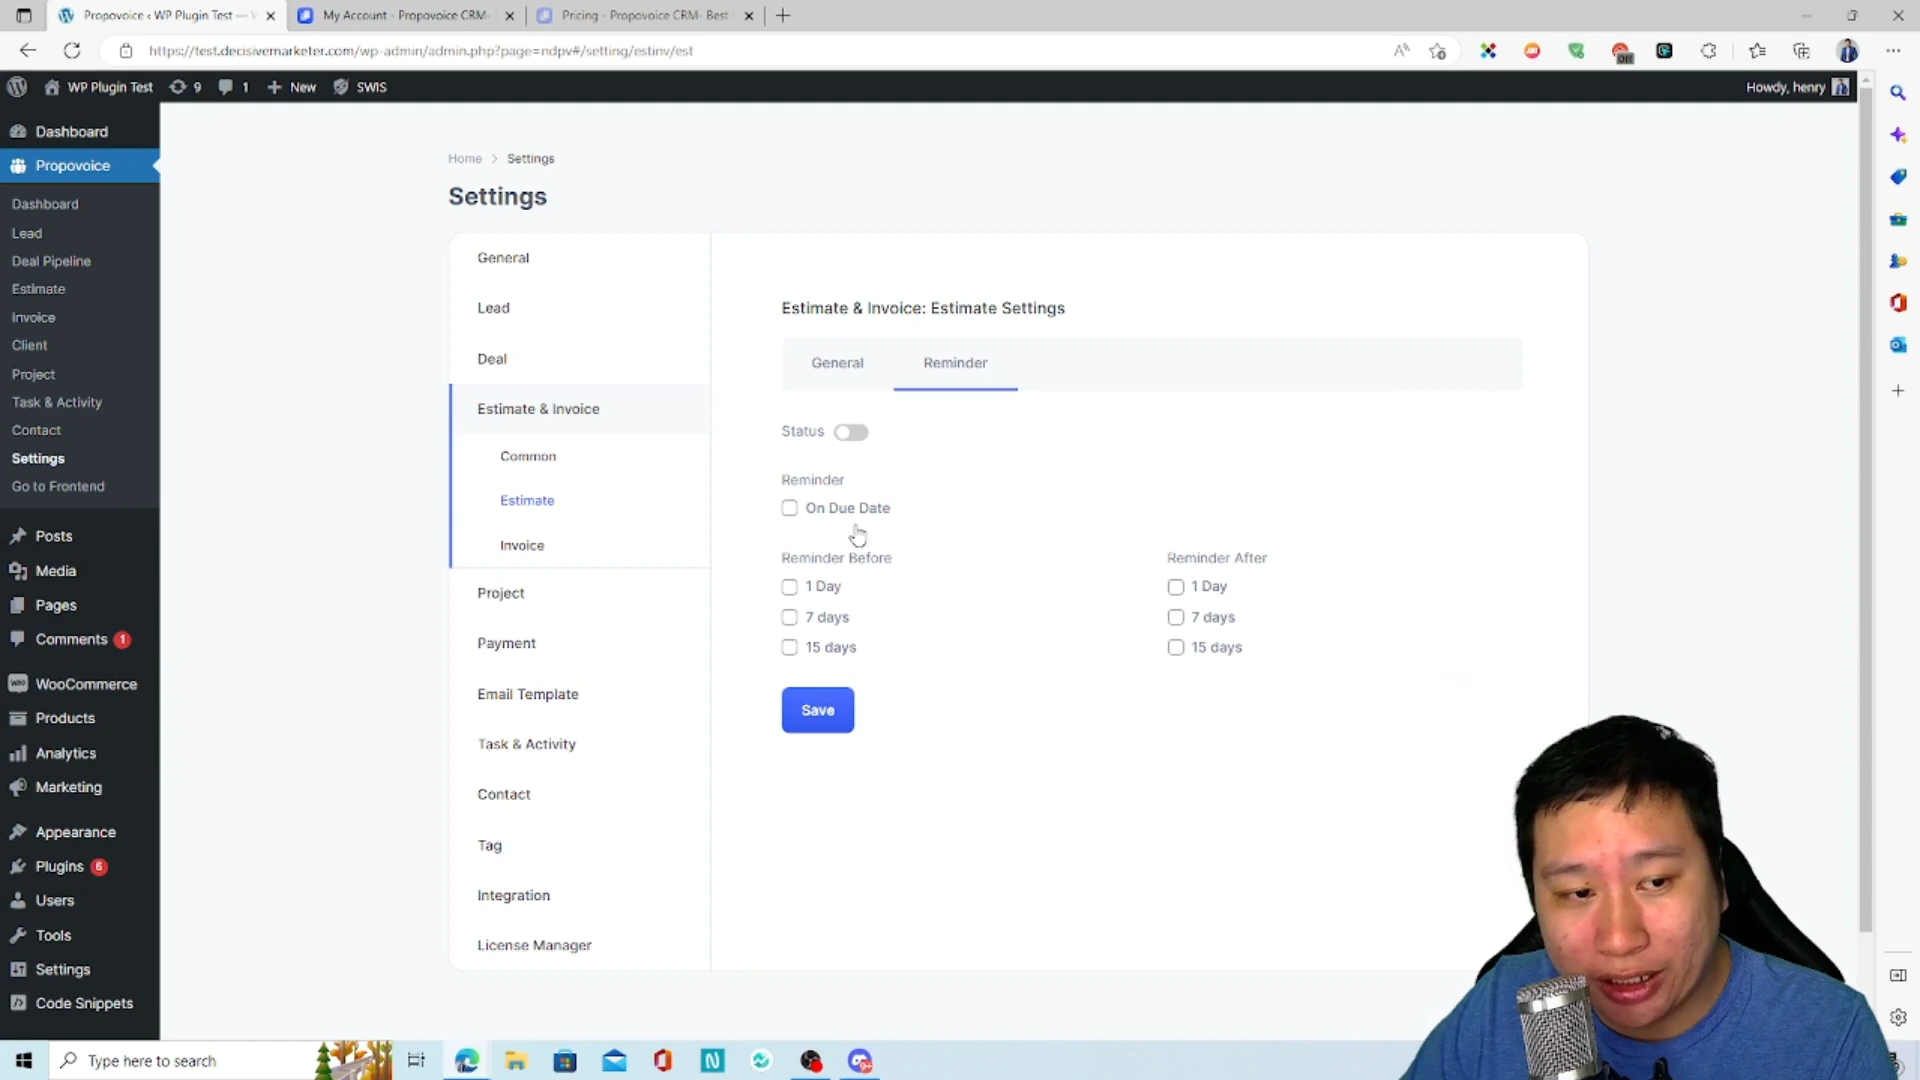 Propovoice ‹ WP Plugin Test —
My Account - Propovoice CRM-
Pricing - Propovoice CRM- Best
https://test.decisivemarketer.com/wp-admin/admin.php?page=ndpv#/setting/estinv/est
WP Plugin Test
9
1
New
SWIS
Howdy, henry
Dashboard
Propovoice
Dashboard
Lead
Deal Pipeline
Estimate
Invoice
Client
Project
Task & Activity
Contact
Settings
Go to Frontend
Posts
Media
Pages
Comments 1
WooCommerce
Products
Analytics
Marketing
Appearance
Plugins 6
Users
Tools
Settings
Code Snippets
Home > Settings
Settings
General
Lead
Deal
Estimate & Invoice
Common
Estimate
Invoice
Project
Payment
Email Template
Task & Activity
Contact
Tag
Integration
License Manager
Estimate & Invoice: Estimate Settings
General
Reminder
Status
Reminder
On Due Date
Reminder Before
1 Day
7 days
15 days
Reminder After
1 Day
7 days
15 days
Save
Type here to search